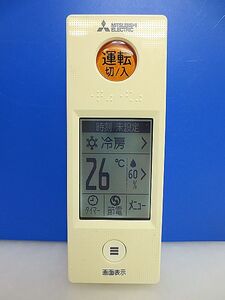 MITSUBISHI
ELECTRIC
運転
切/入
時刻 未設定
冷房
26 ℃ 60%
タイマー 節電 メニュー
画面表示